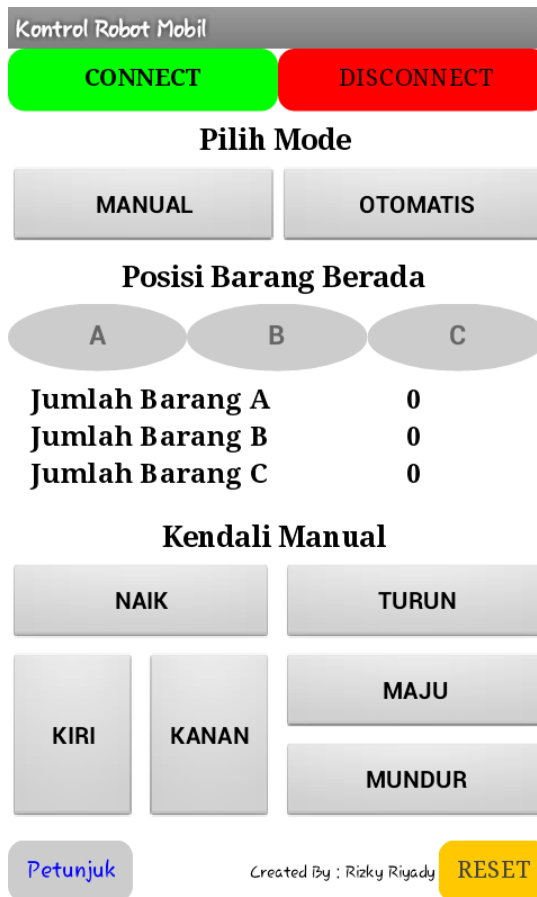 Kontrol Robot Mobil
CONNECT DISCONNECT
Pilih Mode
MANUAL OTOMATIS
Posisi Barang Berada
A B C
Jumlah Barang A 0
Jumlah Barang B 0
Jumlah Barang C 0
Kendali Manual
NAIK TURUN
MAJU
KIRI KANAN
MUNDUR
Petunjuk Created By : Rizky Riyady RESET